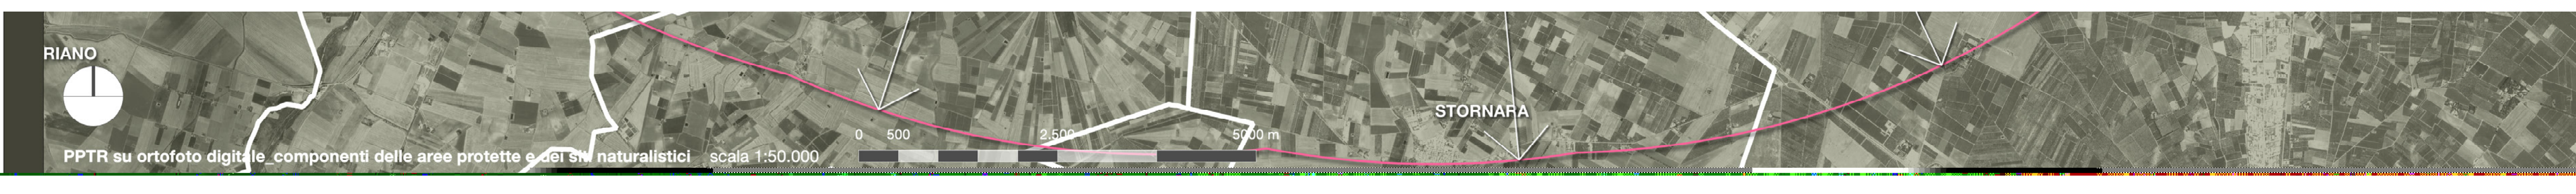 RIANO
STORNARA
0 500 2.500 5000 m
PPTR su ortofoto digitale_componenti delle aree protette e dei siti naturalistici scala 1:50.000